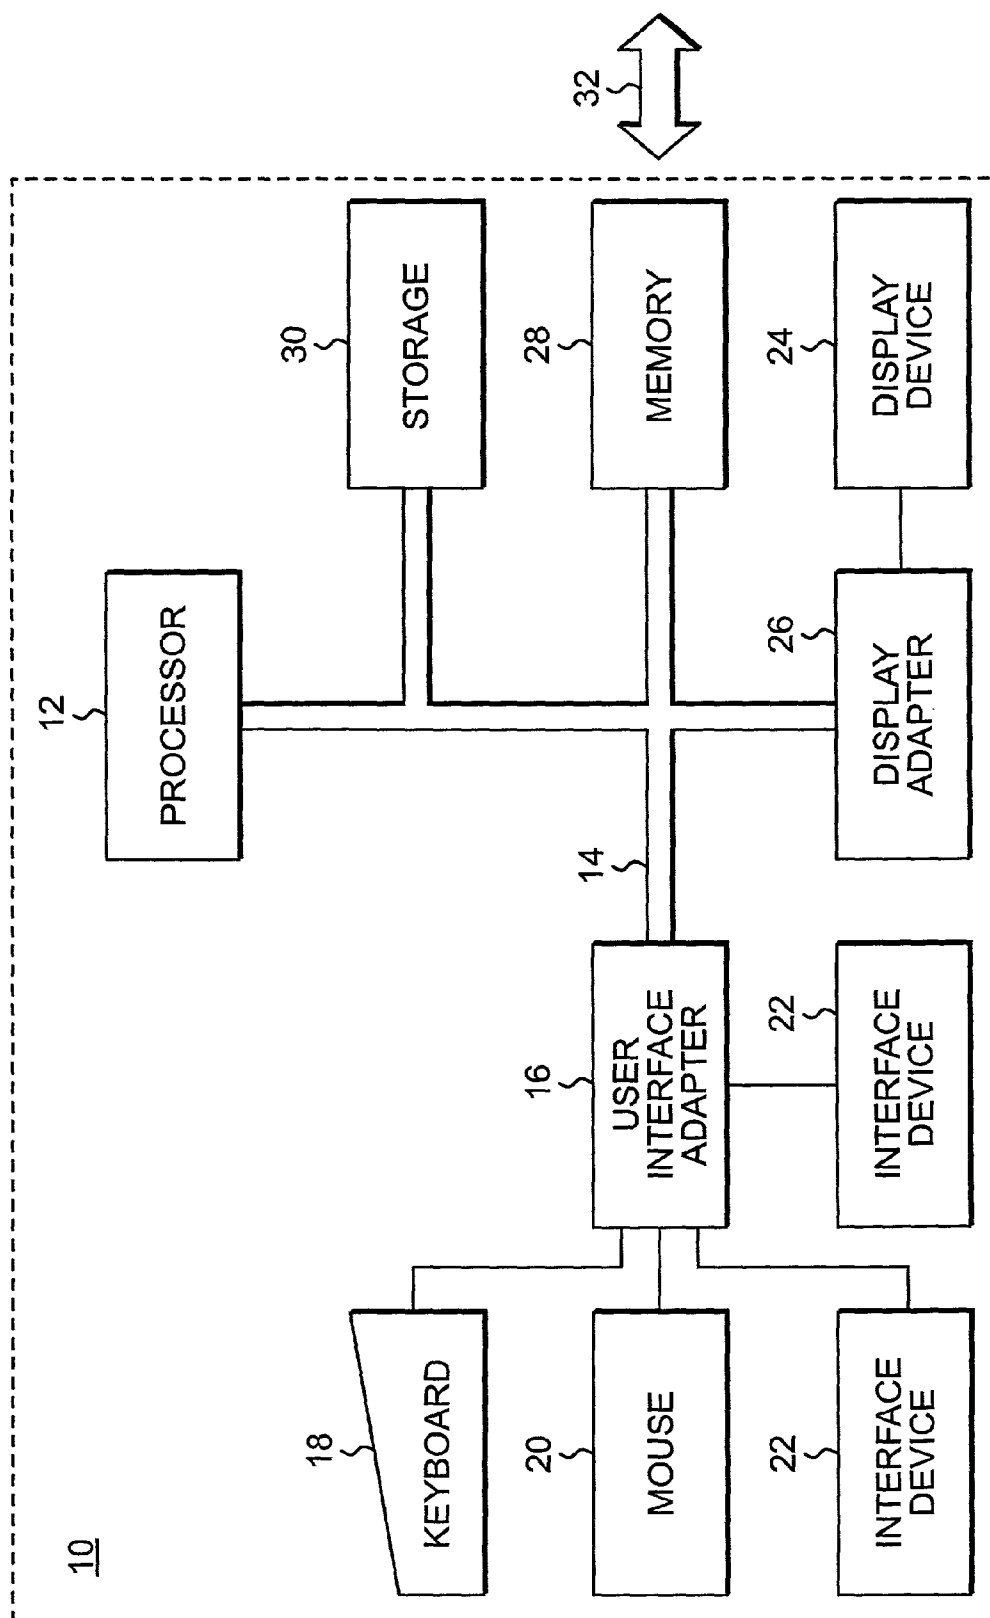 10
12
PROCESSOR
18
KEYBOARD
30
STORAGE
20
MOUSE
16
USER
INTERFACE
ADAPTER
14
28
MEMORY
32
22
INTERFACE
DEVICE
22
INTERFACE
DEVICE
26
DISPLAY
ADAPTER
24
DISPLAY
DEVICE